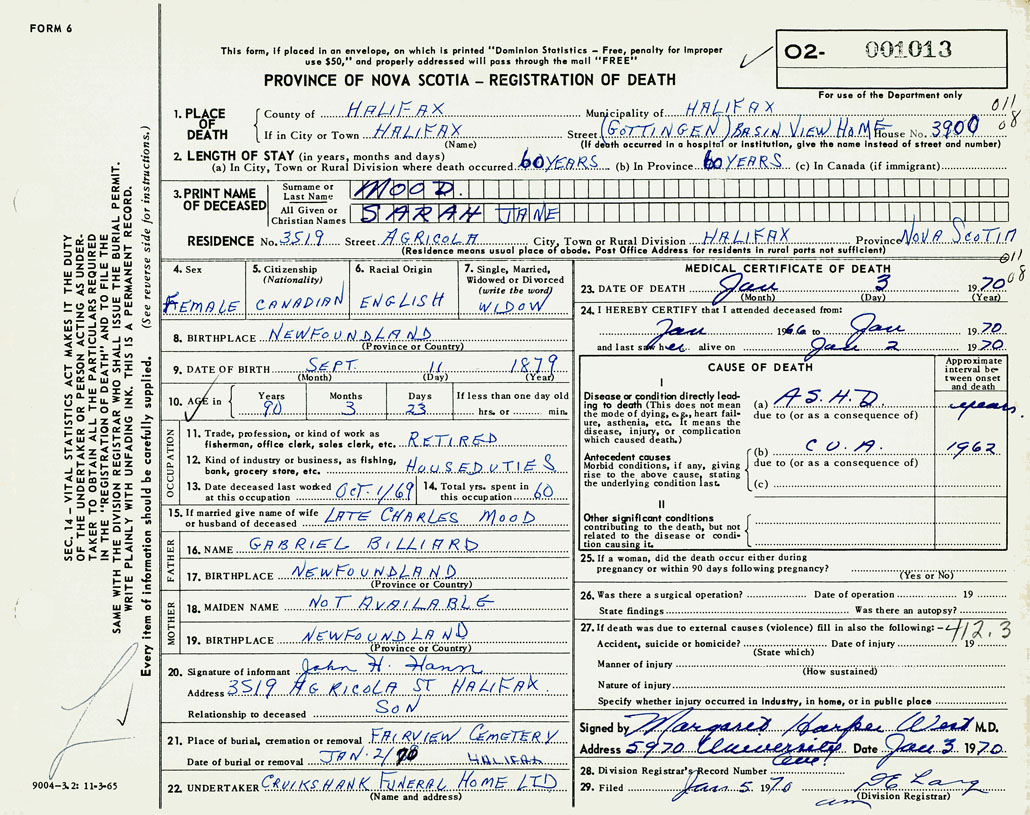 FORM 6
This form, if placed in an envelope, on which is printed "Dominion Statistics – Free, penalty for improper
use $50," and properly addressed will pass through the mail "FREE"
02- 001013
For use of the Department only
PROVINCE OF NOVA SCOTIA – REGISTRATION OF DEATH
SEC. 14 – VITAL STATISTICS ACT MAKES IT THE DUTY
OF THE UNDERTAKER OR PERSON ACTING AS UNDER-
TAKER TO OBTAIN ALL THE PARTICULARS REQUIRED
IN THE "REGISTRATION OF DEATH" AND TO FILE THE
SAME WITH THE DIVISION REGISTRAR WHO SHALL ISSUE THE BURIAL PERMIT.
WRITE PLAINLY WITH UNFADING INK. THIS IS A PERMANENT RECORD.
Every item of information should be carefully supplied. (See reverse side for instructions.)
1. PLACE OF DEATH
County of HALIFAX Municipality of HALIFAX
011
08
If in City or Town HALIFAX Street (GOTTINGEN) BASIN VIEW HOME House No. 3900
(Name) (If death occurred in a hospital or institution, give the name instead of street and number)
2. LENGTH OF STAY (in years, months and days)
(a) In City, Town or Rural Division where death occurred 60 YEARS (b) In Province 60 YEARS (c) In Canada (if immigrant)
3. PRINT NAME OF DECEASED
Surname or Last Name MOOD
All Given or Christian Names SARAH JANE
RESIDENCE No. 3519 Street AGRICOLA City, Town or Rural Division HALIFAX Province NOVA SCOTIA
(Residence means usual place of abode. Post Office Address for residents in rural parts not sufficient)
011
08
4. Sex FEMALE
5. Citizenship (Nationality) CANADIAN
6. Racial Origin ENGLISH
7. Single, Married, Widowed or Divorced (write the word) WIDOW
8. BIRTHPLACE NEWFOUNDLAND
(Province or Country)
9. DATE OF BIRTH SEPT. 11 1879
(Month) (Day) (Year)
10. AGE in Years 90 Months 3 Days 23 If less than one day old hrs. or min.
OCCUPATION
11. Trade, profession, or kind of work as
fisherman, office clerk, sales clerk, etc. RETIRED
12. Kind of industry or business, as fishing,
bank, grocery store, etc. HOUSEDUTIES
13. Date deceased last worked
at this occupation OCT. 1/69
14. Total yrs. spent in
this occupation 60
15. If married give name of wife
or husband of deceased LATE CHARLES MOOD
FATHER
16. NAME GABRIEL BILLIARD
17. BIRTHPLACE NEWFOUNDLAND
(Province or Country)
MOTHER
18. MAIDEN NAME NOT AVAILABLE
19. BIRTHPLACE NEWFOUNDLAND
(Province or Country)
20. Signature of informant John H. Hann
Address 3519 AGRICOLA ST HALIFAX
Relationship to deceased SON
21. Place of burial, cremation or removal FAIRVIEW CEMETERY
Date of burial or removal JAN. 2/70 HALIFAX
22. UNDERTAKER CRUIKSHANK FUNERAL HOME LTD
(Name and address)
9004–3.2: 11-3-65
MEDICAL CERTIFICATE OF DEATH
23. DATE OF DEATH Jan 3 1970
(Month) (Day) (Year)
24. I HEREBY CERTIFY that I attended deceased from:
Jan 1966 to Jan 1970
and last saw her alive on Jan 2 1970
CAUSE OF DEATH
Approximate interval be-
tween onset and death
I
Disease or condition directly lead-
ing to death (This does not mean
the mode of dying, e.g., heart fail-
ure, asthenia, etc. It means the
disease, injury, or complication
which caused death.)
(a) A.S.H.D. years.
due to (or as a consequence of)
Antecedent causes
Morbid conditions, if any, giving
rise to the above cause, stating
the underlying condition last.
(b) C.V.A. 1962
due to (or as a consequence of)
(c)
II
Other significant conditions
contributing to the death, but not
related to the disease or condi-
tion causing it.
25. If a woman, did the death occur either during
pregnancy or within 90 days following pregnancy?
(Yes or No)
26. Was there a surgical operation? Date of operation 19
State findings Was there an autopsy?
27. If death was due to external causes (violence) fill in also the following:– 412.3
Accident, suicide or homicide? Date of injury 19
(State which)
Manner of injury
(How sustained)
Nature of injury
Specify whether injury occurred in industry, in home, or in public place
Signed by Margaret Harper West M.D.
Address 5970 University Ave Date Jan 3 1970
28. Division Registrar's Record Number
29. Filed Jan 5 1970
(Division Registrar)